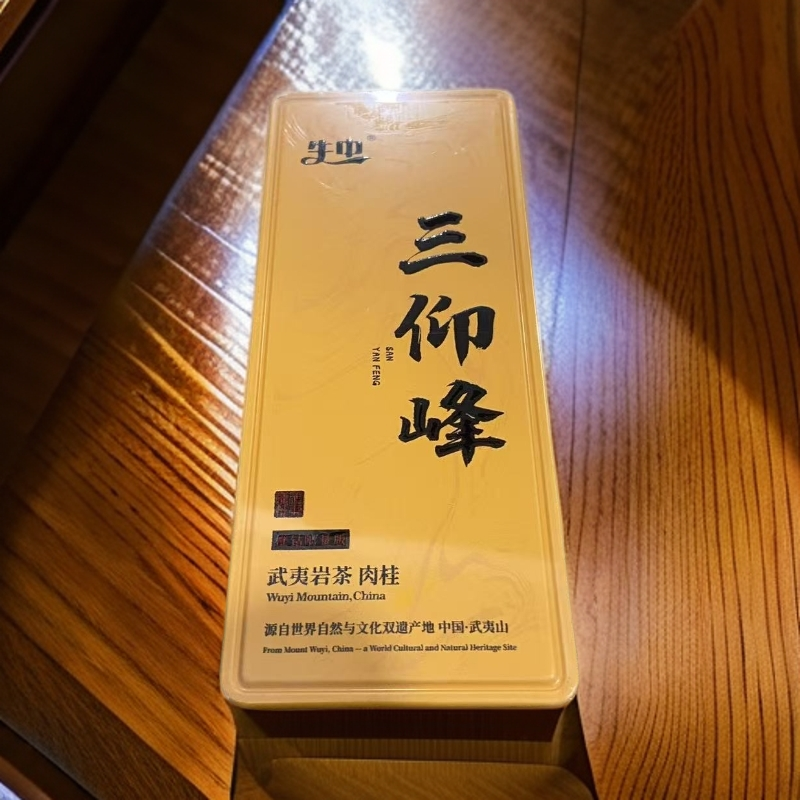 三仰峰
SAN
YAN FENG
武夷岩茶 肉桂
Wuyi Mountain,China
源自世界自然与文化双遗产地 中国·武夷山
From Mount Wuyi, China — a World Cultural and Natural Heritage Site